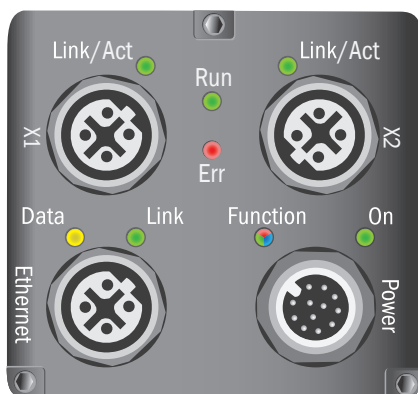 Link/Act
Link/Act
Run
X1
X2
Err
Data
Link
Function
On
Ethernet
Power